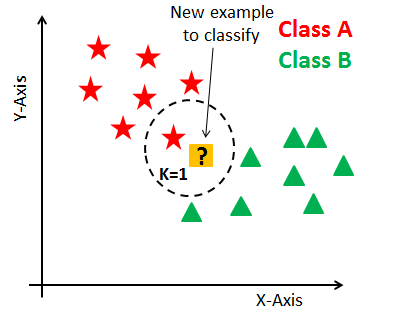 New example
to classify
Class A
Class B
Y-Axis
?
K=1
X-Axis